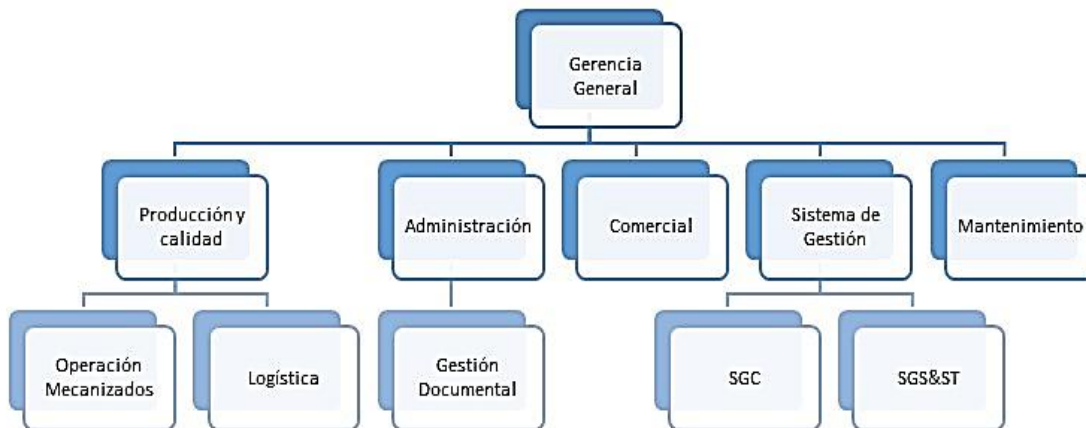 Gerencia
General
Producción y
calidad
Administración
Comercial
Sistema de
Gestión
Mantenimiento
Operación
Mecanizados
Logística
Gestión
Documental
SGC
SGS&ST